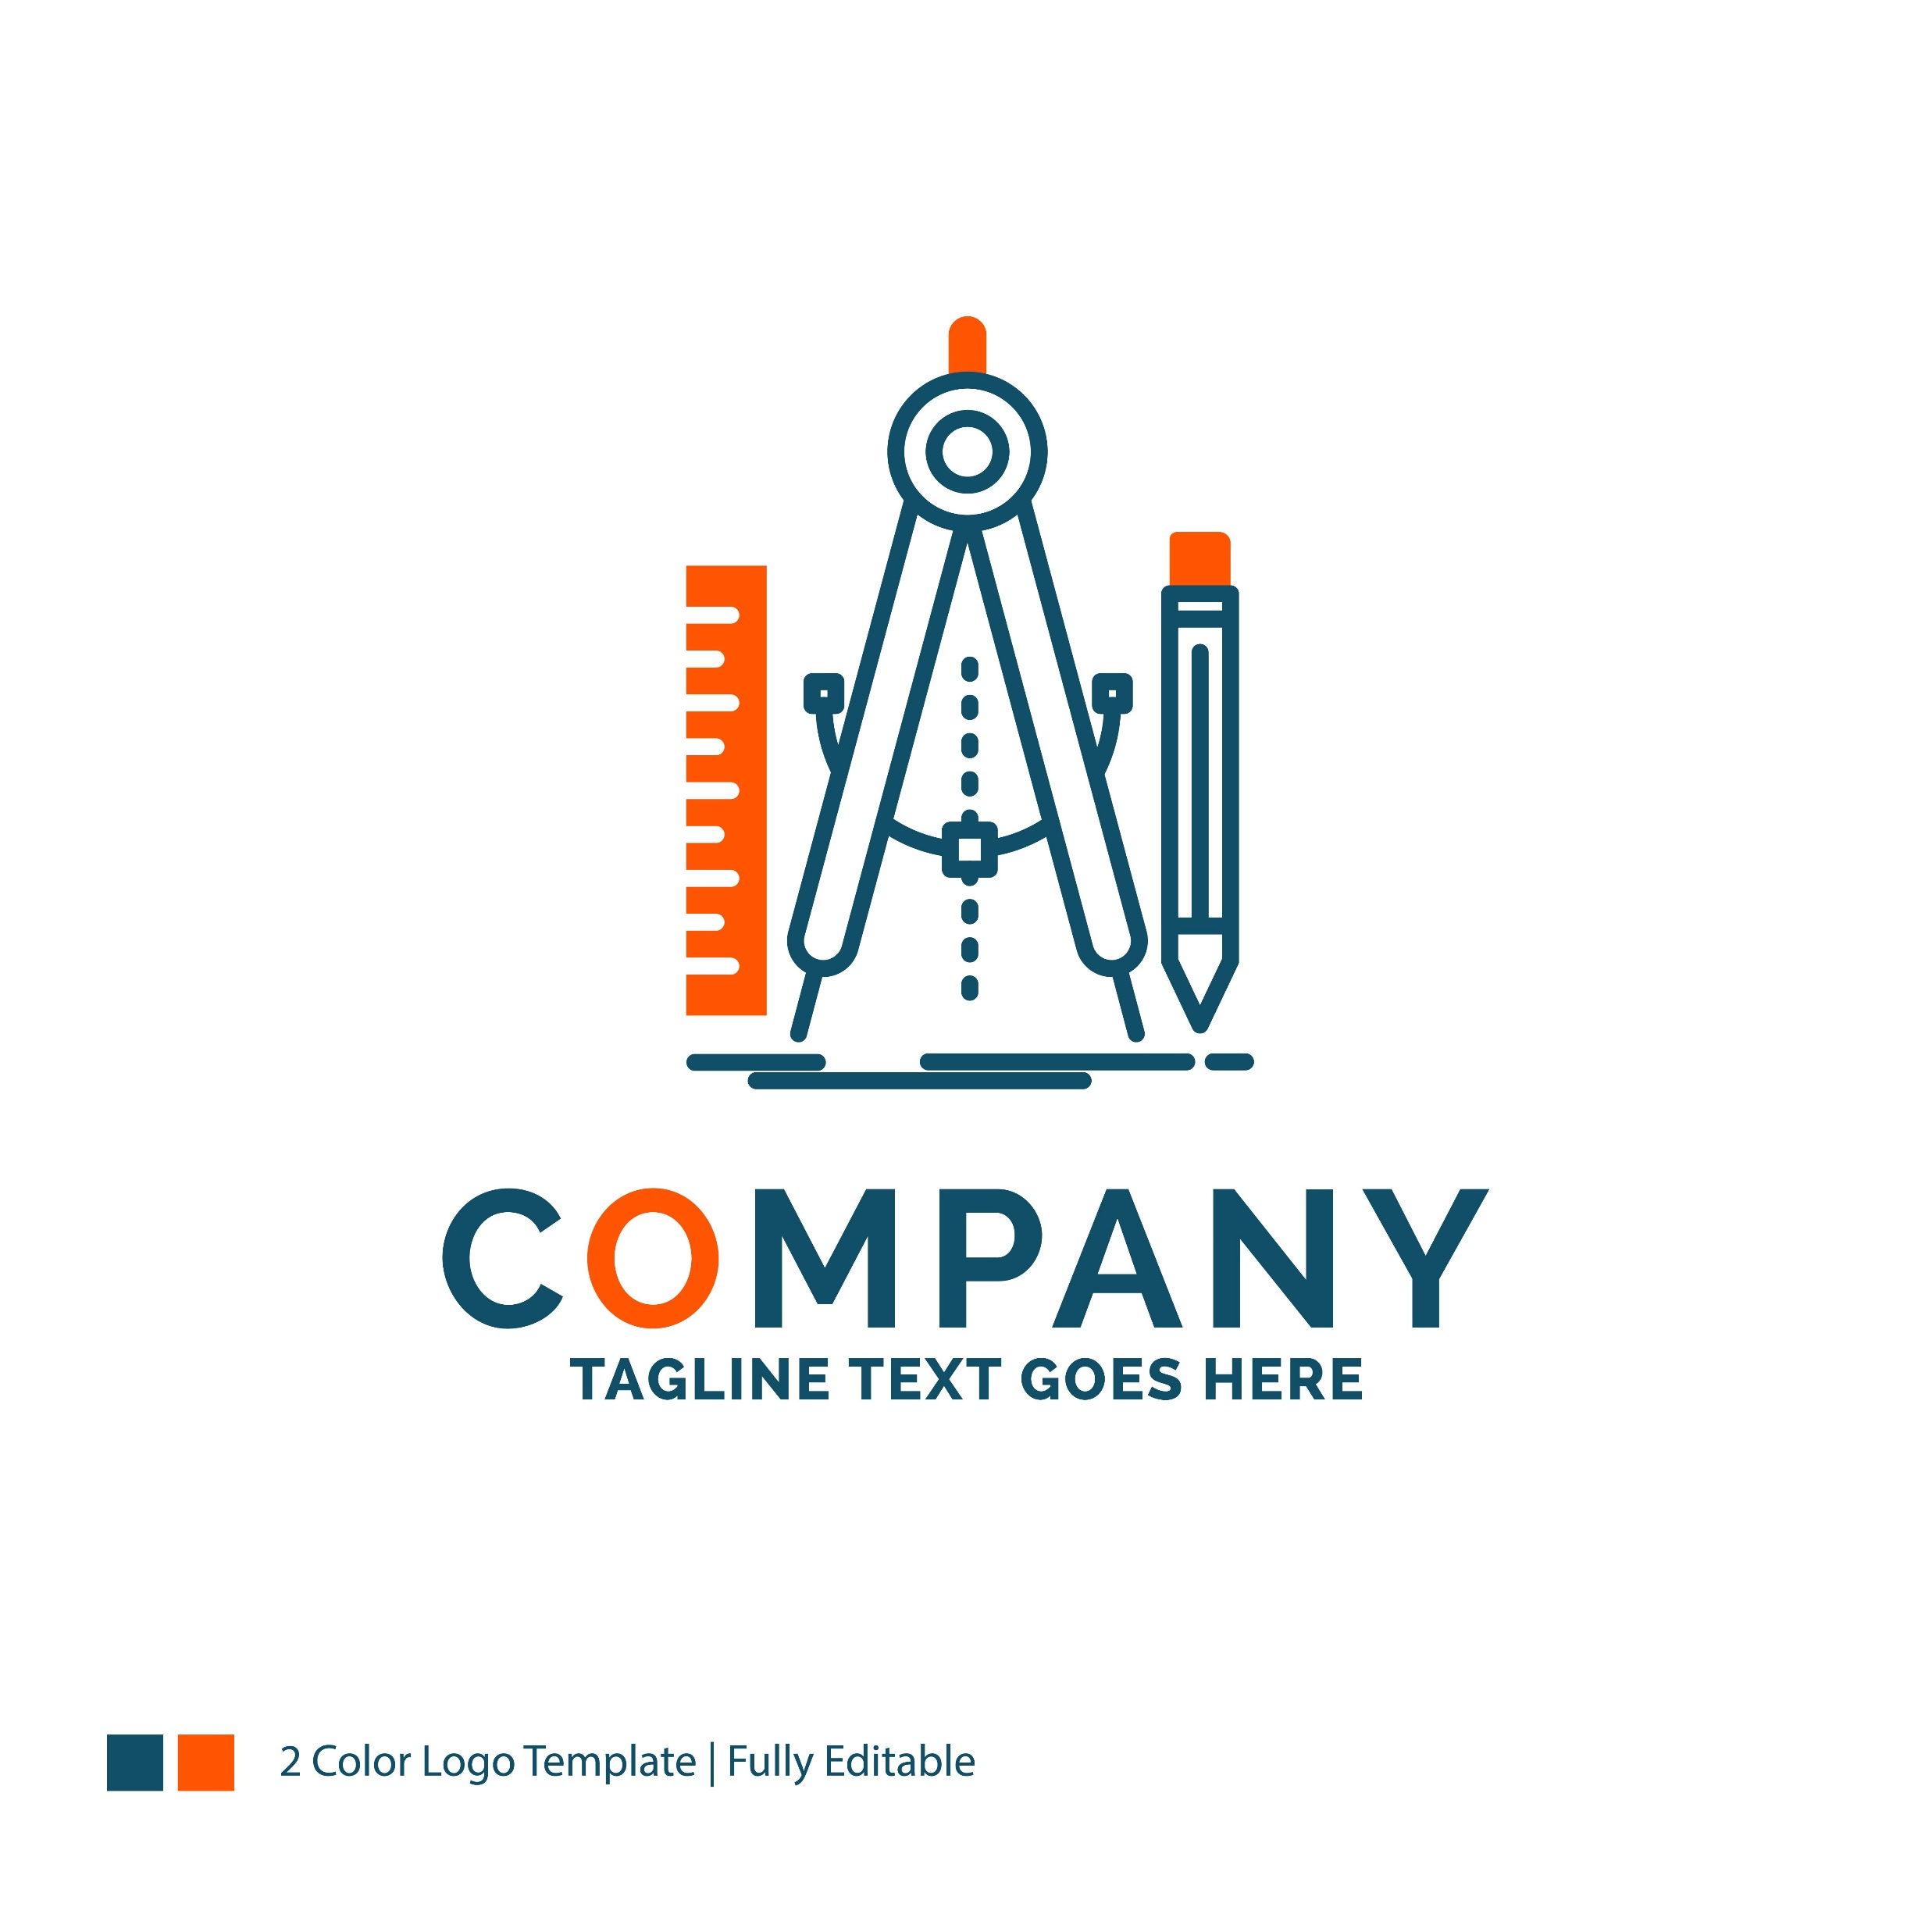 COMPANY
TAGLINE TEXT GOES HERE
2 Color Logo Template | Fully Editable